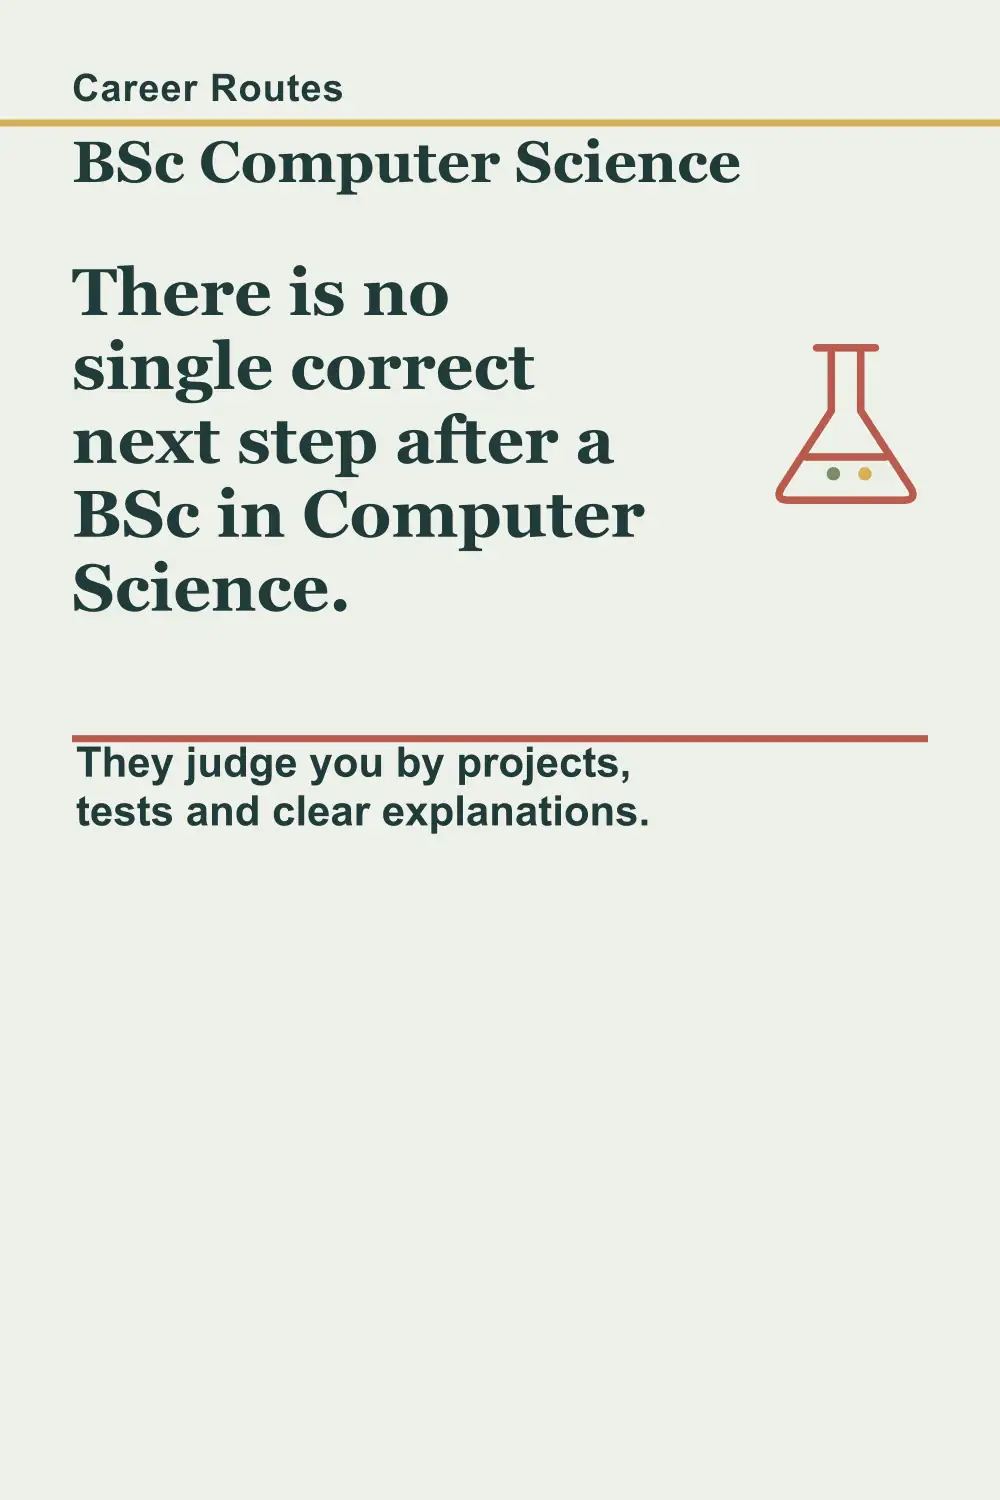 Career Routes
BSc Computer Science
There is no
single correct
next step after a
BSc in Computer
Science.
They judge you by projects,
tests and clear explanations.